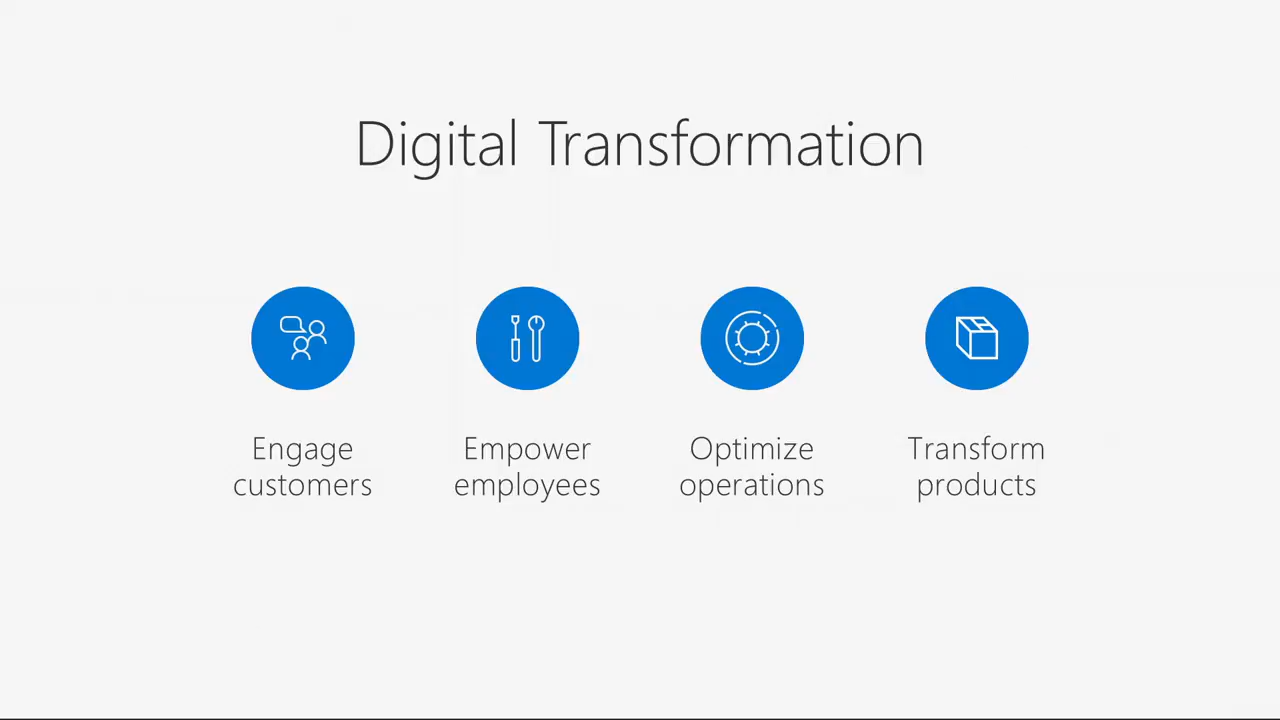 Digital Transformation
Engage
customers
Empower
employees
Optimize
operations
Transform
products